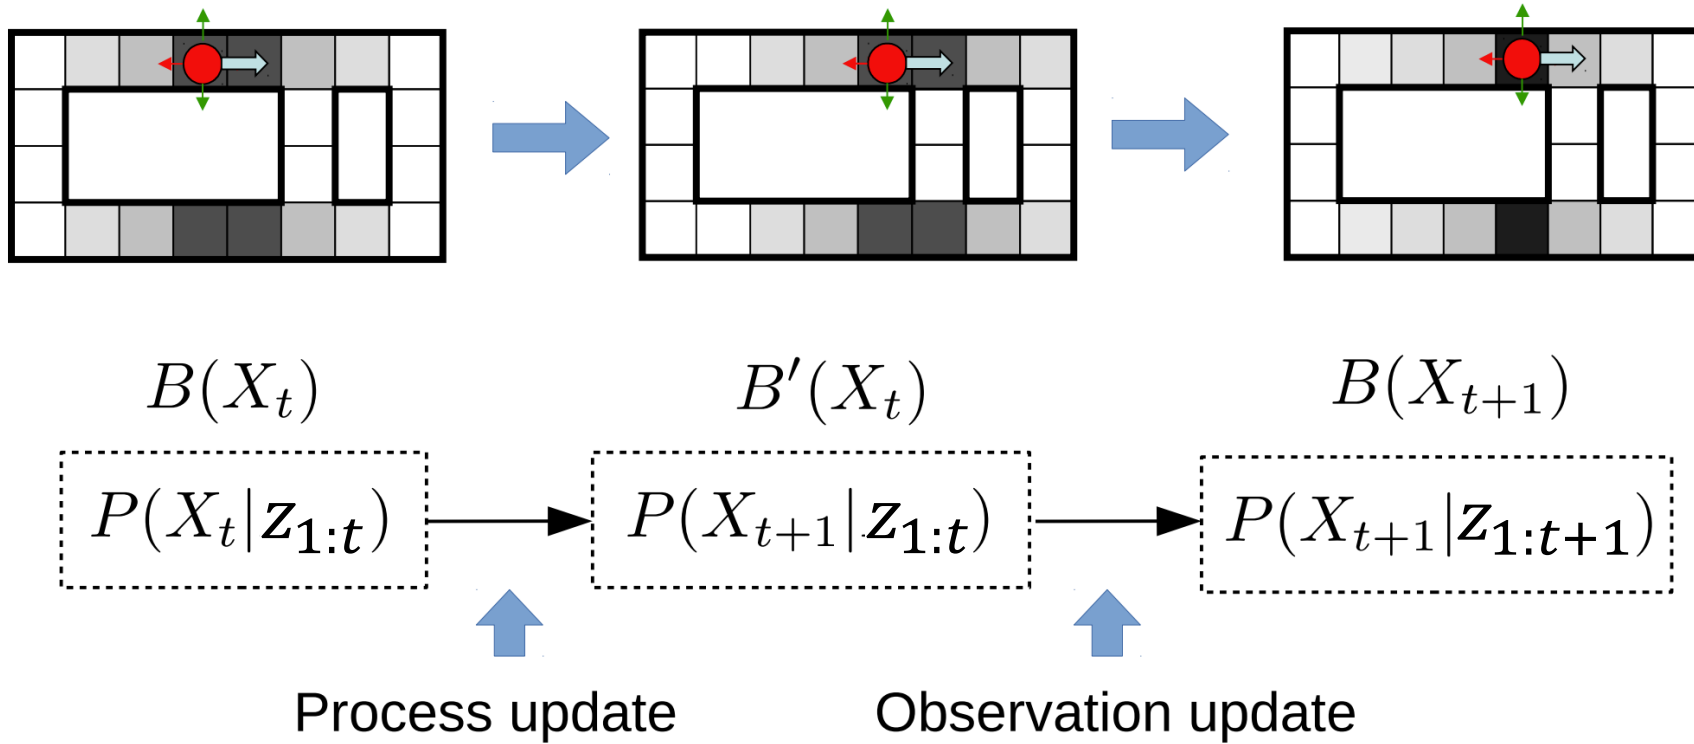 B(X_t) B′(X_t) B(X_{t+1})
P(X_t|z_{1:t}) P(X_{t+1}|z_{1:t}) P(X_{t+1}|z_{1:t+1})
Process update Observation update